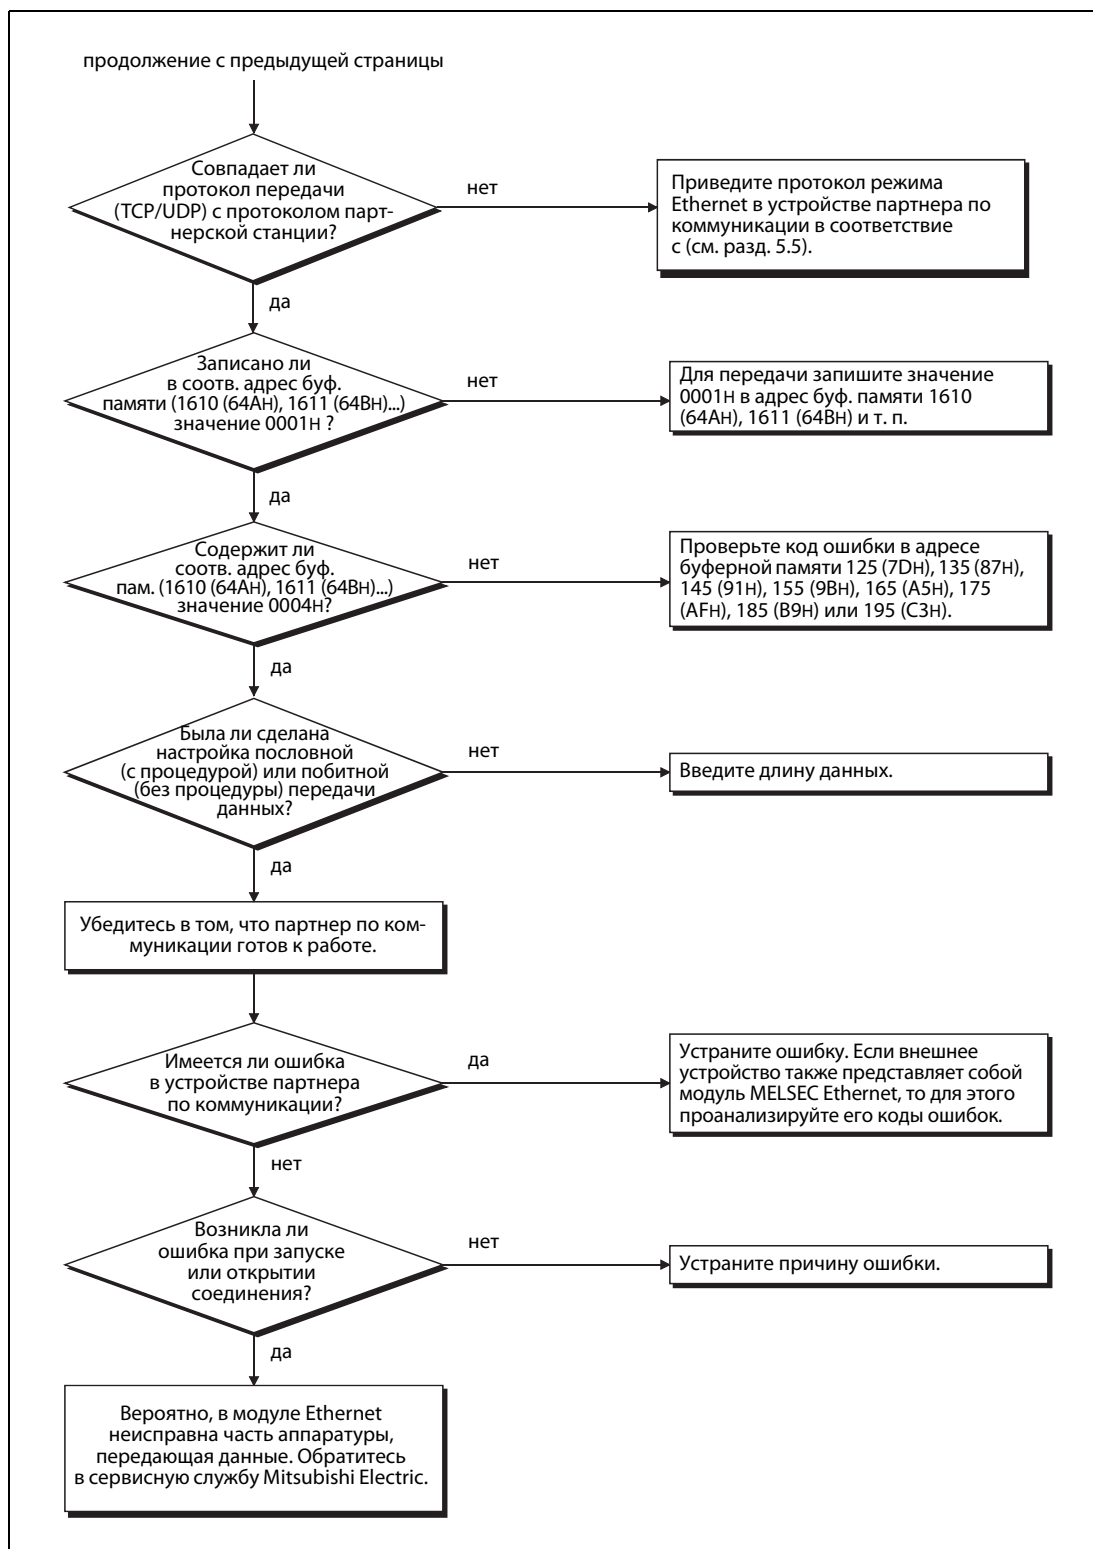 продолжение с предыдущей страницы
Совпадает ли
протокол передачи
(TCP/UDP) с протоколом парт-
нерской станции?
нет
Приведите протокол режима
Ethernet в устройстве партнера по
коммуникации в соответствие
с (см. разд. 5.5).
да
Записано ли
в соотв. адрес буф.
памяти (1610 (64AH), 1611 (64BH)...)
значение 0001H ?
нет
Для передачи запишите значение
0001H в адрес буф. памяти 1610
(64AH), 1611 (64BH) и т. п.
да
Содержит ли
соотв. адрес буф.
пам. (1610 (64AH), 1611 (64BH)...)
значение 0004H?
нет
Проверьте код ошибки в адресе
буферной памяти 125 (7DH), 135 (87H),
145 (91H), 155 (9BH), 165 (A5H), 175
(AFH), 185 (B9H) или 195 (C3H).
да
Была ли сделана
настройка пословной
(с процедурой) или побитной
(без процедуры) передачи
данных?
нет
Введите длину данных.
да
Убедитесь в том, что партнер по ком-
муникации готов к работе.
Имеется ли ошибка
в устройстве партнера
по коммуникации?
да
Устраните ошибку. Если внешнее
устройство также представляет собой
модуль MELSEC Ethernet, то для этого
проанализируйте его коды ошибок.
нет
Возникла ли
ошибка при запуске
или открытии
соединения?
нет
Устраните причину ошибки.
да
Вероятно, в модуле Ethernet
неисправна часть аппаратуры,
передающая данные. Обратитесь
в сервисную службу Mitsubishi Electric.